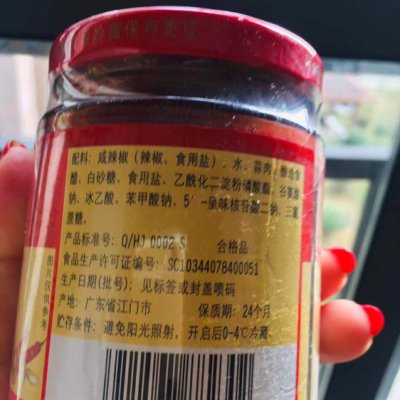 冷藏保存更佳
配料：咸辣椒（辣椒，食用盐），水，蒜肉，
醋，白砂糖，食用盐，乙酰化二淀粉磷酸酯，谷氨酸
钠，冰乙酸，苯甲酸钠，5′-呈味核苷酸二钠，三氯
蔗糖。
产品标准号：Q/HJ 0002 S 合格品
食品生产许可证编号：SC10344078400051
生产日期(批号)：见标签或封盖喷码
产地：广东省江门市 保质期：24个月
贮存条件：避免阳光照射，开启后0-4℃冷藏。
图片仅供参考